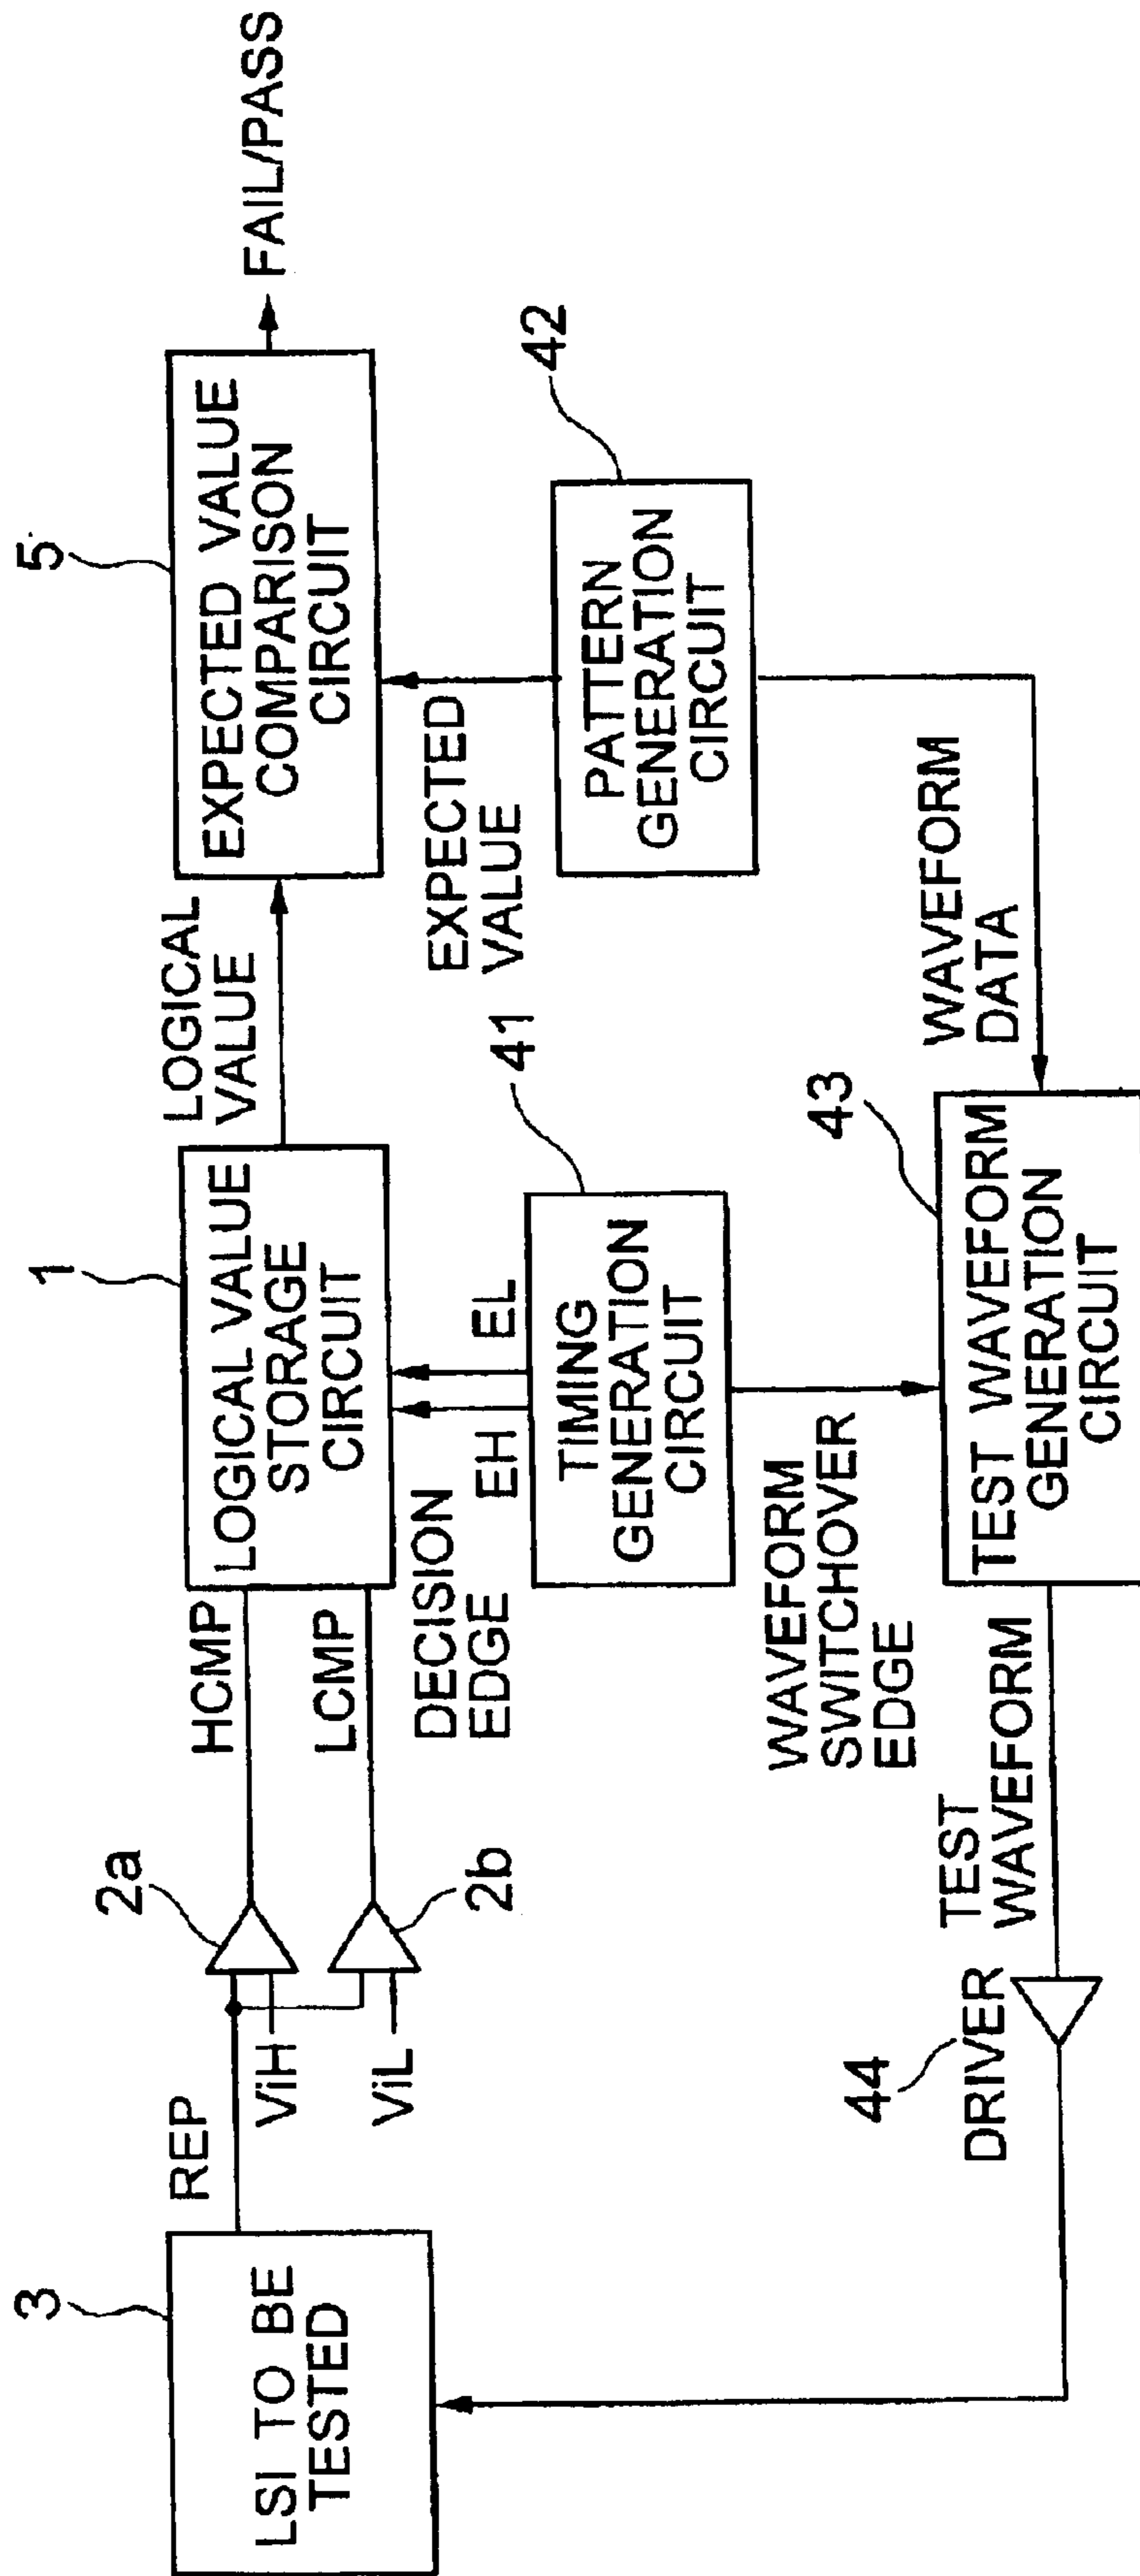 3
LSI TO BE
TESTED
REP
ViH
ViL
2a
2b
HCMP
LCMP
1
LOGICAL VALUE
STORAGE
CIRCUIT
LOGICAL
VALUE
5
EXPECTED VALUE
COMPARISON
CIRCUIT
FAIL/PASS
DECISION
EDGE
EH
EL
41
TIMING
GENERATION
CIRCUIT
EXPECTED
VALUE
42
PATTERN
GENERATION
CIRCUIT
WAVEFORM
SWITCHOVER
EDGE
WAVEFORM
DATA
43
TEST WAVEFORM
GENERATION
CIRCUIT
TEST
WAVEFORM
44
DRIVER